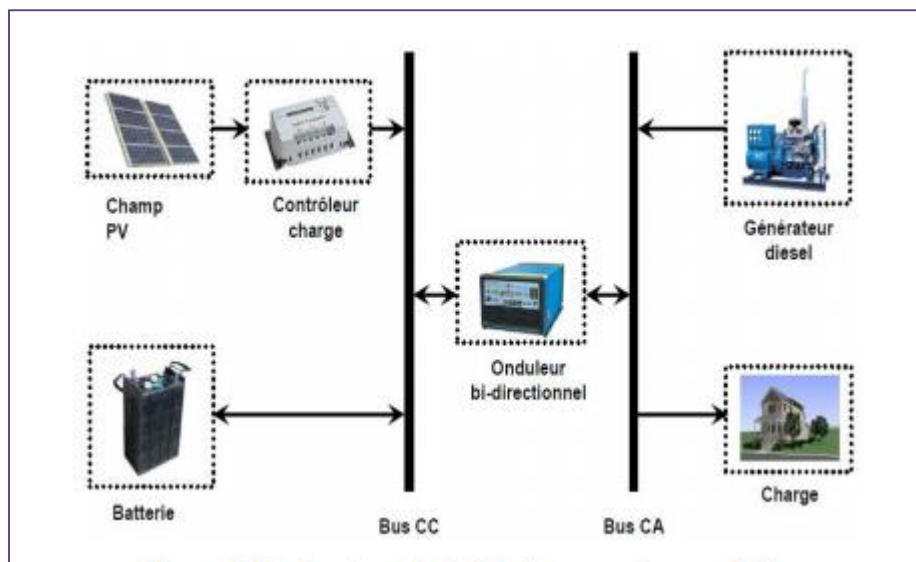 Champ
PV
Contrôleur
charge
Générateur
diesel
Onduleur
bi-directionnel
Batterie
Charge
Bus CC
Bus CA